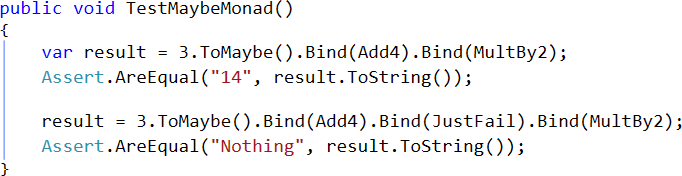 public void TestMaybeMonad()
{
var result = 3.ToMaybe().Bind(Add4).Bind(MultBy2);
Assert.AreEqual("14", result.ToString());
result = 3.ToMaybe().Bind(Add4).Bind(JustFail).Bind(MultBy2);
Assert.AreEqual("Nothing", result.ToString());
}